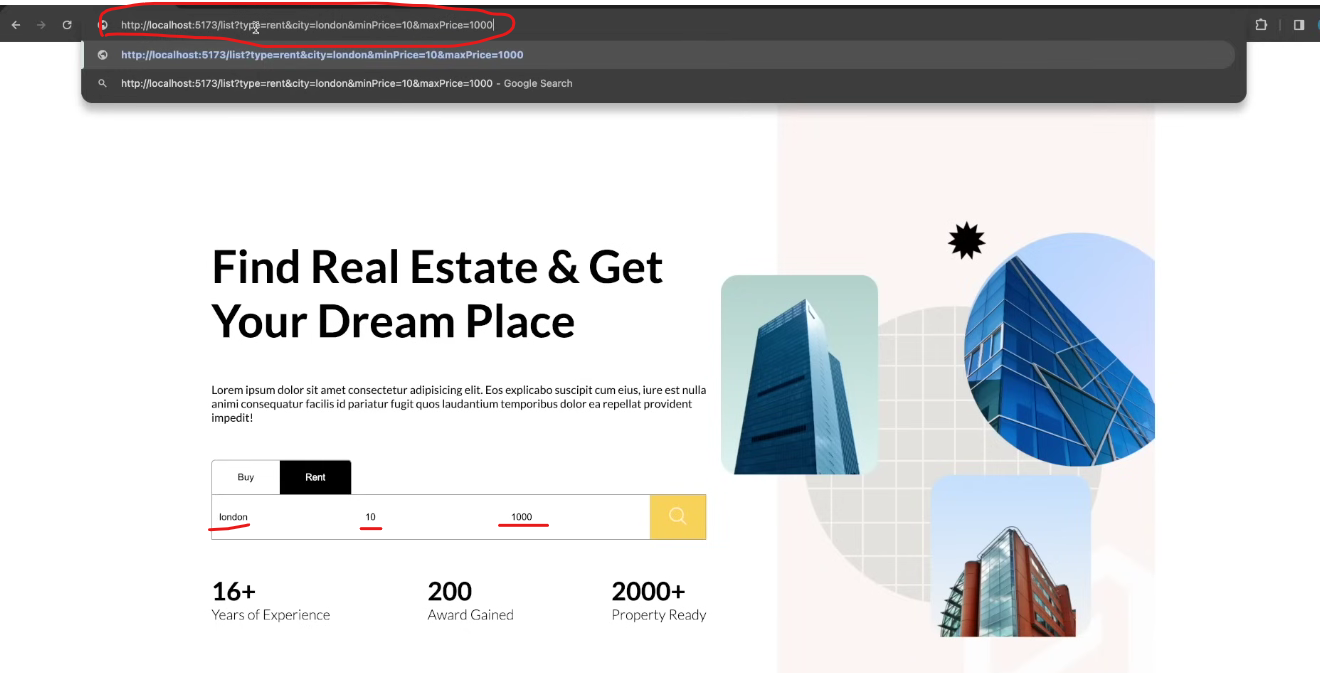 http://localhost:5173/list?type=rent&city=london&minPrice=10&maxPrice=1000
http://localhost:5173/list?type=rent&city=london&minPrice=10&maxPrice=1000
http://localhost:5173/list?type=rent&city=london&minPrice=10&maxPrice=1000 - Google Search
Find Real Estate & Get
Your Dream Place
Lorem ipsum dolor sit amet consectetur adipisicing elit. Eos explicabo suscipit cum eius, iure est nulla
animi consequatur facilis id pariatur fugit quos laudantium temporibus dolor ea repellat provident
impedit!
Buy Rent
london 10 1000
16+ 200 2000+
Years of Experience Award Gained Property Ready